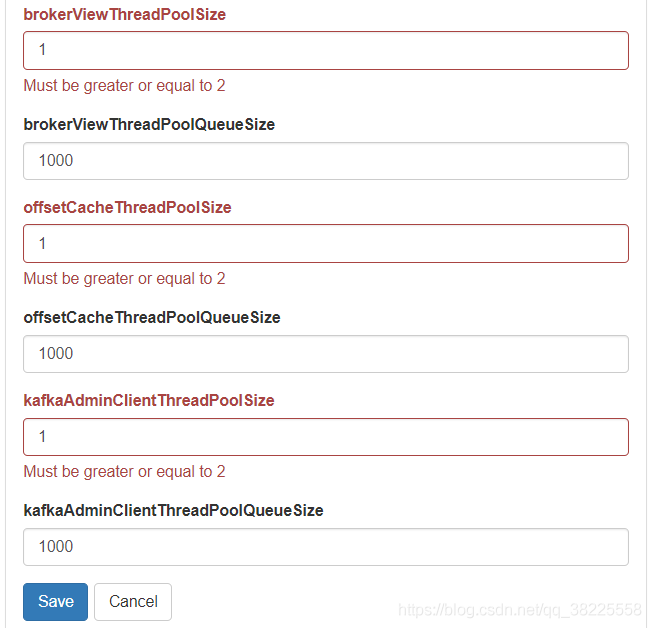 brokerViewThreadPoolSize
1
Must be greater or equal to 2
brokerViewThreadPoolQueueSize
1000
offsetCacheThreadPoolSize
1
Must be greater or equal to 2
offsetCacheThreadPoolQueueSize
1000
kafkaAdminClientThreadPoolSize
1
Must be greater or equal to 2
kafkaAdminClientThreadPoolQueueSize
1000
Save Cancel
https://blog.csdn.net/qq_38225558